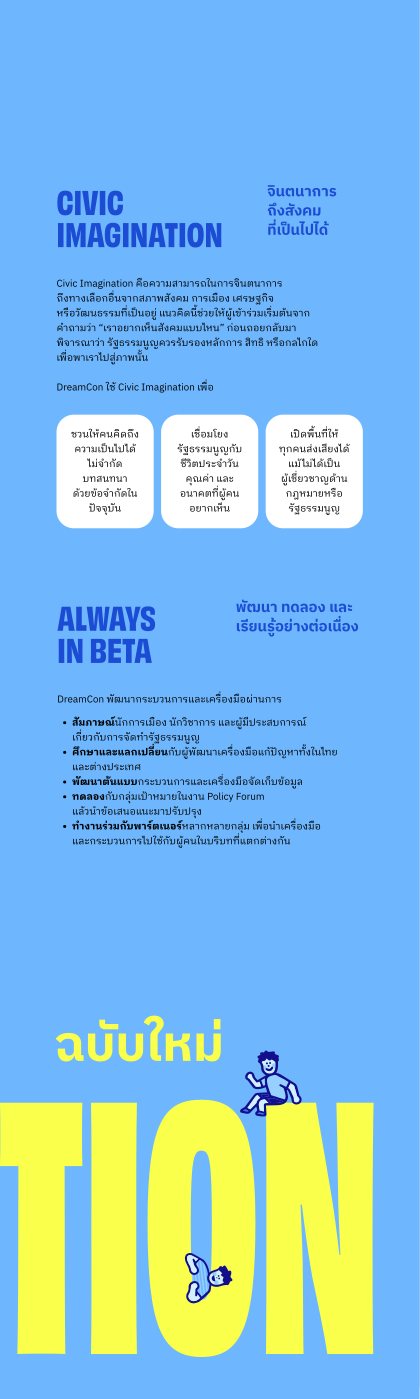 CIVIC
IMAGINATION
จินตนาการ
ถึงสังคม
ที่เป็นไปได้
Civic Imagination คือความสามารถในการจินตนาการ
ถึงทางเลือกอื่นจากสภาพสังคม การเมือง เศรษฐกิจ
หรือวัฒนธรรมที่เป็นอยู่ แนวคิดนี้ช่วยให้ผู้เข้าร่วมเริ่มต้นจาก
คำถามว่า “เราอยากเห็นสังคมแบบไหน” ก่อนถอยกลับมา
พิจารณาว่า รัฐธรรมนูญควรรับรองหลักการ สิทธิ หรือกลไกใด
เพื่อพาเราไปสู่ภาพนั้น
DreamCon ใช้ Civic Imagination เพื่อ
ชวนให้คนคิดถึง
ความเป็นไปได้
ไม่จำกัด
บทสนทนา
ด้วยข้อจำกัดใน
ปัจจุบัน
เชื่อมโยง
รัฐธรรมนูญกับ
ชีวิตประจำวัน
คุณค่า และ
อนาคตที่ผู้คน
อยากเห็น
เปิดพื้นที่ให้
ทุกคนส่งเสียงได้
แม้ไม่ได้เป็น
ผู้เชี่ยวชาญด้าน
กฎหมายหรือ
รัฐธรรมนูญ
ALWAYS
IN BETA
พัฒนา ทดลอง และ
เรียนรู้อย่างต่อเนื่อง
DreamCon พัฒนากระบวนการและเครื่องมือผ่านการ
• สัมภาษณ์นักการเมือง นักวิชาการ และผู้มีประสบการณ์
เกี่ยวกับการจัดทำรัฐธรรมนูญ
• ศึกษาและแลกเปลี่ยนกับผู้พัฒนาเครื่องมือแก้ปัญหาทั้งในไทย
และต่างประเทศ
• พัฒนาต้นแบบกระบวนการและเครื่องมือจัดเก็บข้อมูล
• ทดลองกับกลุ่มเป้าหมายในงาน Policy Forum
แล้วนำข้อเสนอแนะมาปรับปรุง
• ทำงานร่วมกับพาร์ตเนอร์หลากหลายกลุ่ม เพื่อนำเครื่องมือ
และกระบวนการไปใช้กับผู้คนในบริบทที่แตกต่างกัน
ฉบับใหม่
TION